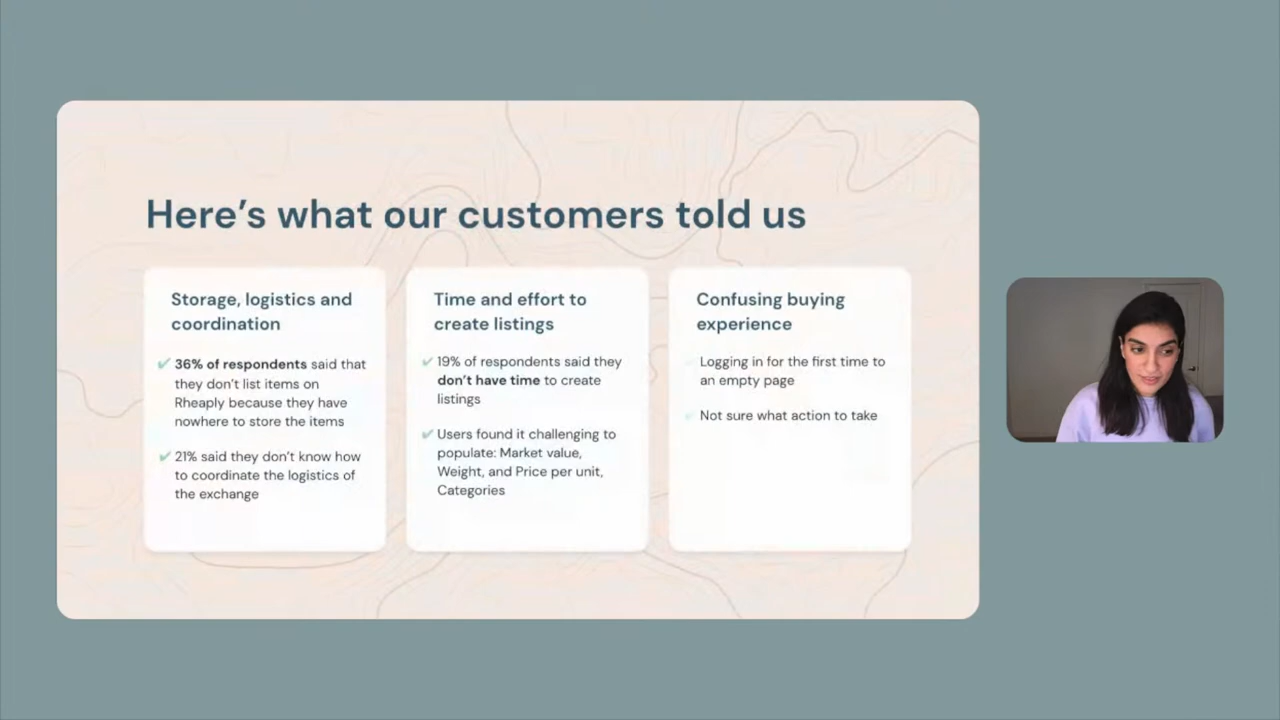 Here’s what our customers told us
Storage, logistics and
coordination
36% of respondents said that
they don’t list items on
Rheaply because they have
nowhere to store the items
21% said they don’t know how
to coordinate the logistics of
the exchange
Time and effort to
create listings
19% of respondents said they
don’t have time to create
listings
Users found it challenging to
populate: Market value,
Weight, and Price per unit,
Categories
Confusing buying
experience
Logging in for the first time to
an empty page
Not sure what action to take